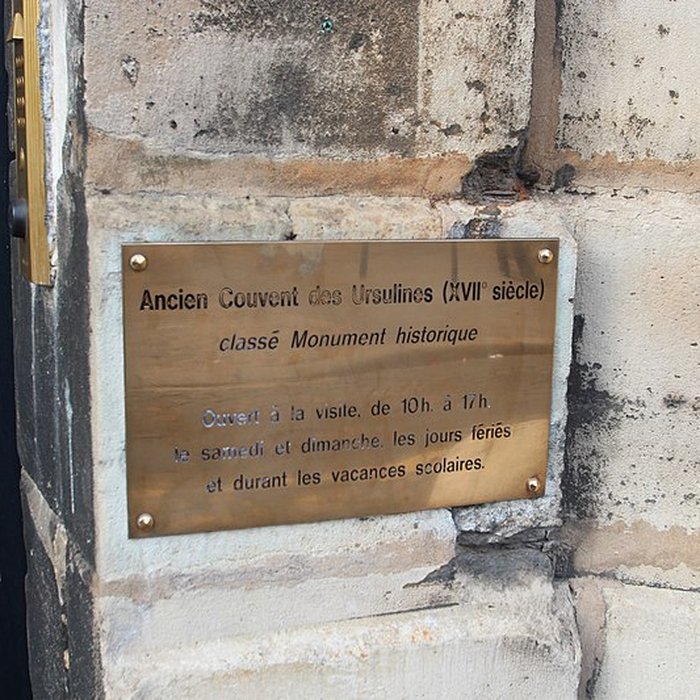 Ancien Couvent des Ursulines (XVII° siècle)
classé Monument historique
Ouvert à la visite, de 10h. à 17h,
le samedi et dimanche, les jours fériés
et durant les vacances scolaires.